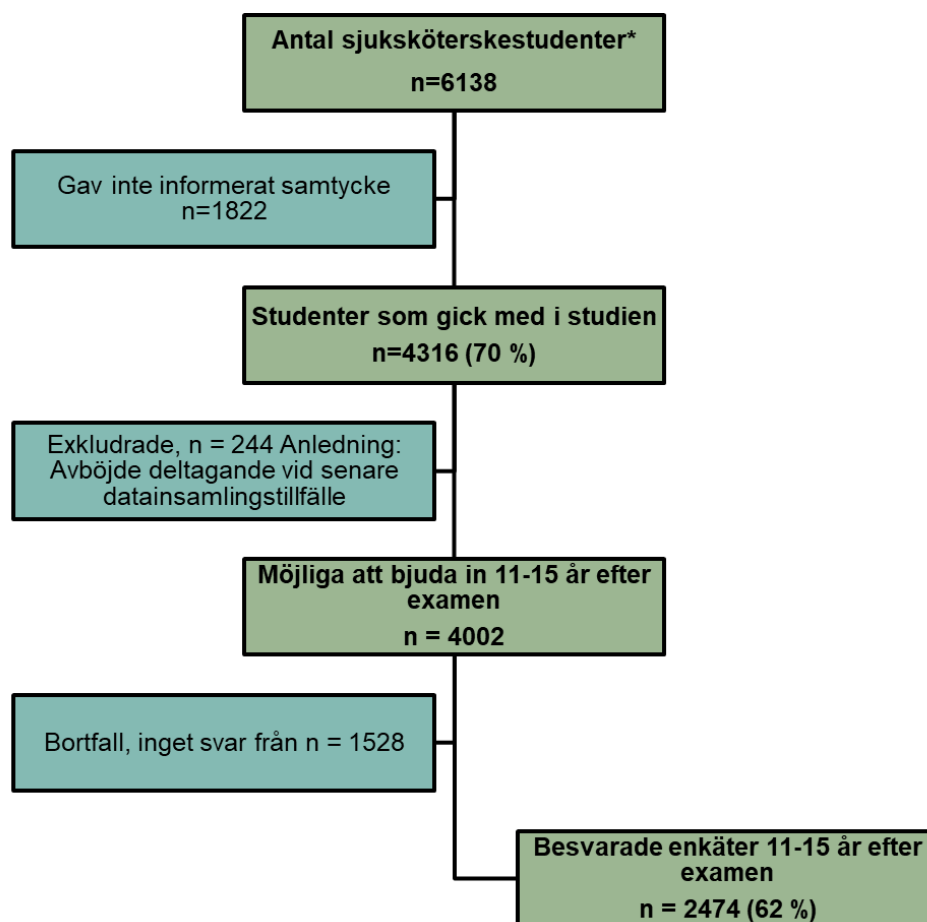 Antal sjuksköterskestudenter*
n=6138
Gav inte informerat samtycke
n=1822
Studenter som gick med i studien
n=4316 (70 %)
Exkludrade, n = 244 Anledning:
Avböjde deltagande vid senare
datainsamlingstillfälle
Möjliga att bjuda in 11-15 år efter
examen
n = 4002
Bortfall, inget svar från n = 1528
Besvarade enkäter 11-15 år efter
examen
n = 2474 (62 %)